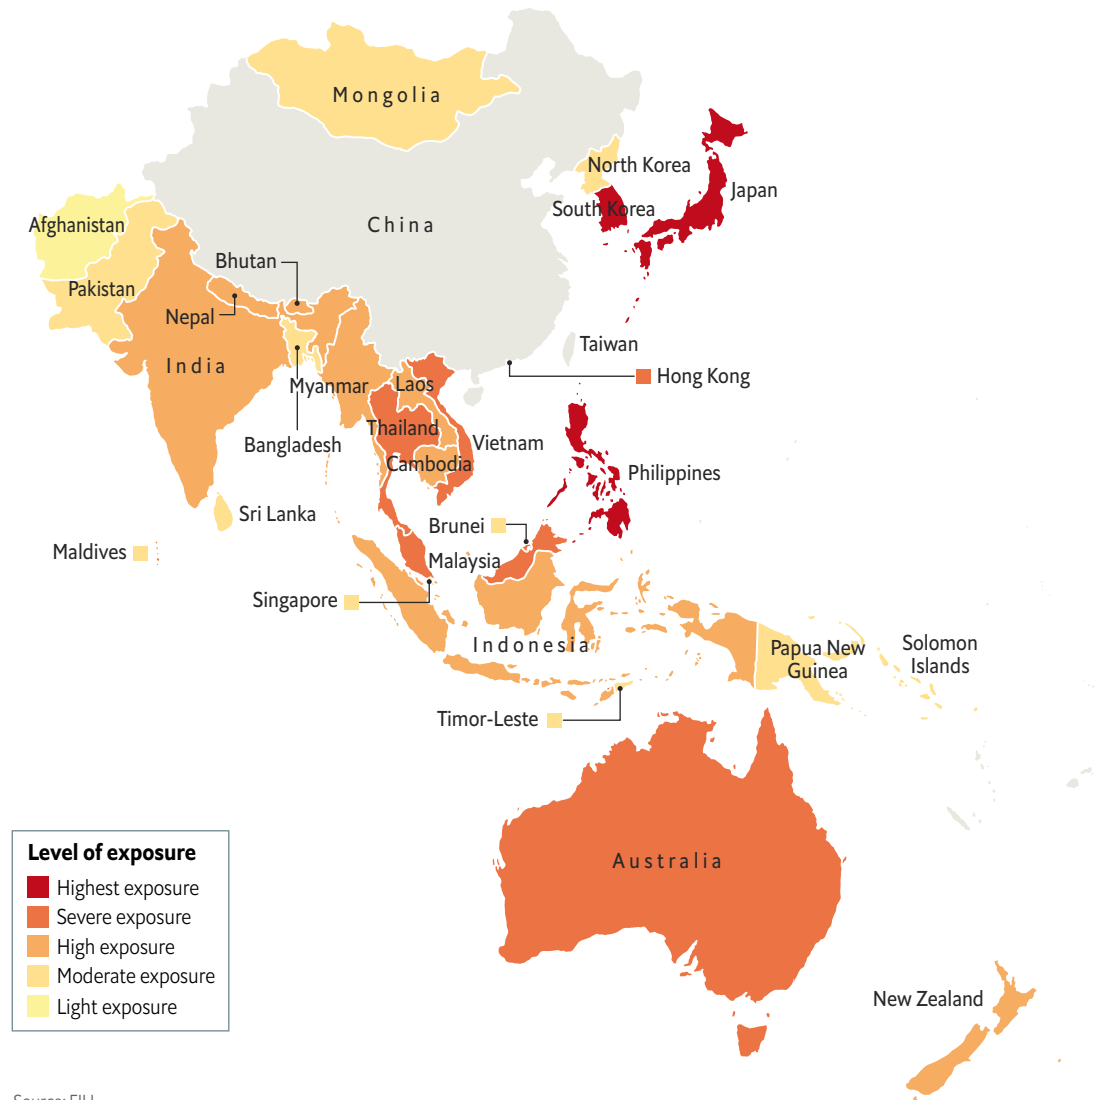 Mongolia
North Korea
Japan
South Korea
Afghanistan
China
Bhutan
Pakistan
Nepal
Taiwan
India
Hong Kong
Myanmar
Laos
Thailand
Bangladesh
Vietnam
Cambodia
Philippines
Sri Lanka
Brunei
Maldives
Malaysia
Singapore
Indonesia
Papua New
Guinea
Solomon
Islands
Timor-Leste
Australia
New Zealand
Level of exposure
Highest exposure
Severe exposure
High exposure
Moderate exposure
Light exposure
Source: EIU